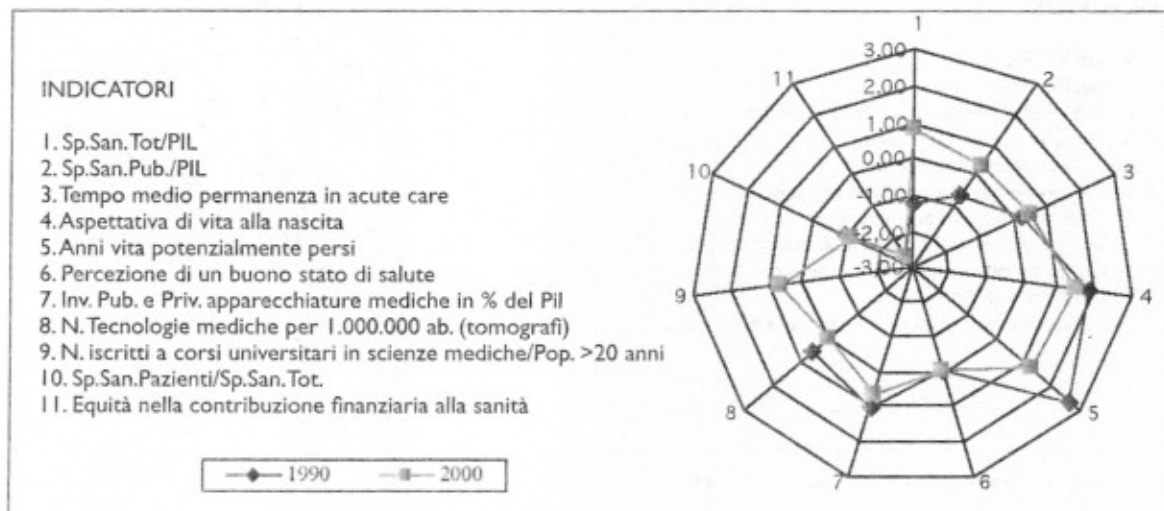 INDICATORI
1. Sp.San.Tot/PIL
2. Sp.San.Pub./PIL
3. Tempo medio permanenza in acute care
4. Aspettativa di vita alla nascita
5. Anni vita potenzialmente persi
6. Percezione di un buono stato di salute
7. Inv. Pub. e Priv. apparecchiature mediche in % del Pil
8. N. Tecnologie mediche per 1.000.000 ab. (tomografi)
9. N. iscritti a corsi universitari in scienze mediche/Pop. >20 anni
10. Sp.San.Pazienti/Sp.San.Tot.
11. Equità nella contribuzione finanziaria alla sanità
1990 2000
1
2
3
4
5
6
7
8
9
10
11
3,00
2,00
1,00
0,00
-1,00
-2,00
-3,00